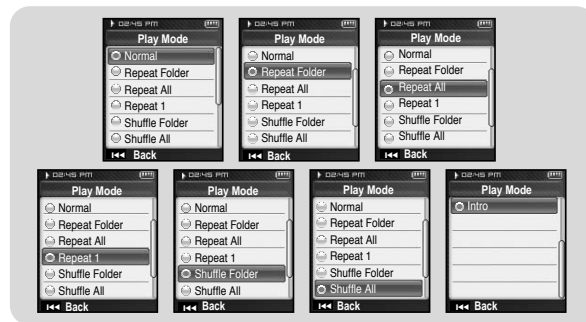 02:45 PM
Play Mode
Normal
Repeat Folder
Repeat All
Repeat 1
Shuffle Folder
Shuffle All
Back
02:45 PM
Play Mode
Normal
Repeat Folder
Repeat All
Repeat 1
Shuffle Folder
Shuffle All
Back
02:45 PM
Play Mode
Normal
Repeat Folder
Repeat All
Repeat 1
Shuffle Folder
Shuffle All
Back
02:45 PM
Play Mode
Normal
Repeat Folder
Repeat All
Repeat 1
Shuffle Folder
Shuffle All
Back
02:45 PM
Play Mode
Normal
Repeat Folder
Repeat All
Repeat 1
Shuffle Folder
Shuffle All
Back
02:45 PM
Play Mode
Normal
Repeat Folder
Repeat All
Repeat 1
Shuffle Folder
Shuffle All
Back
02:45 PM
Play Mode
Intro
Back